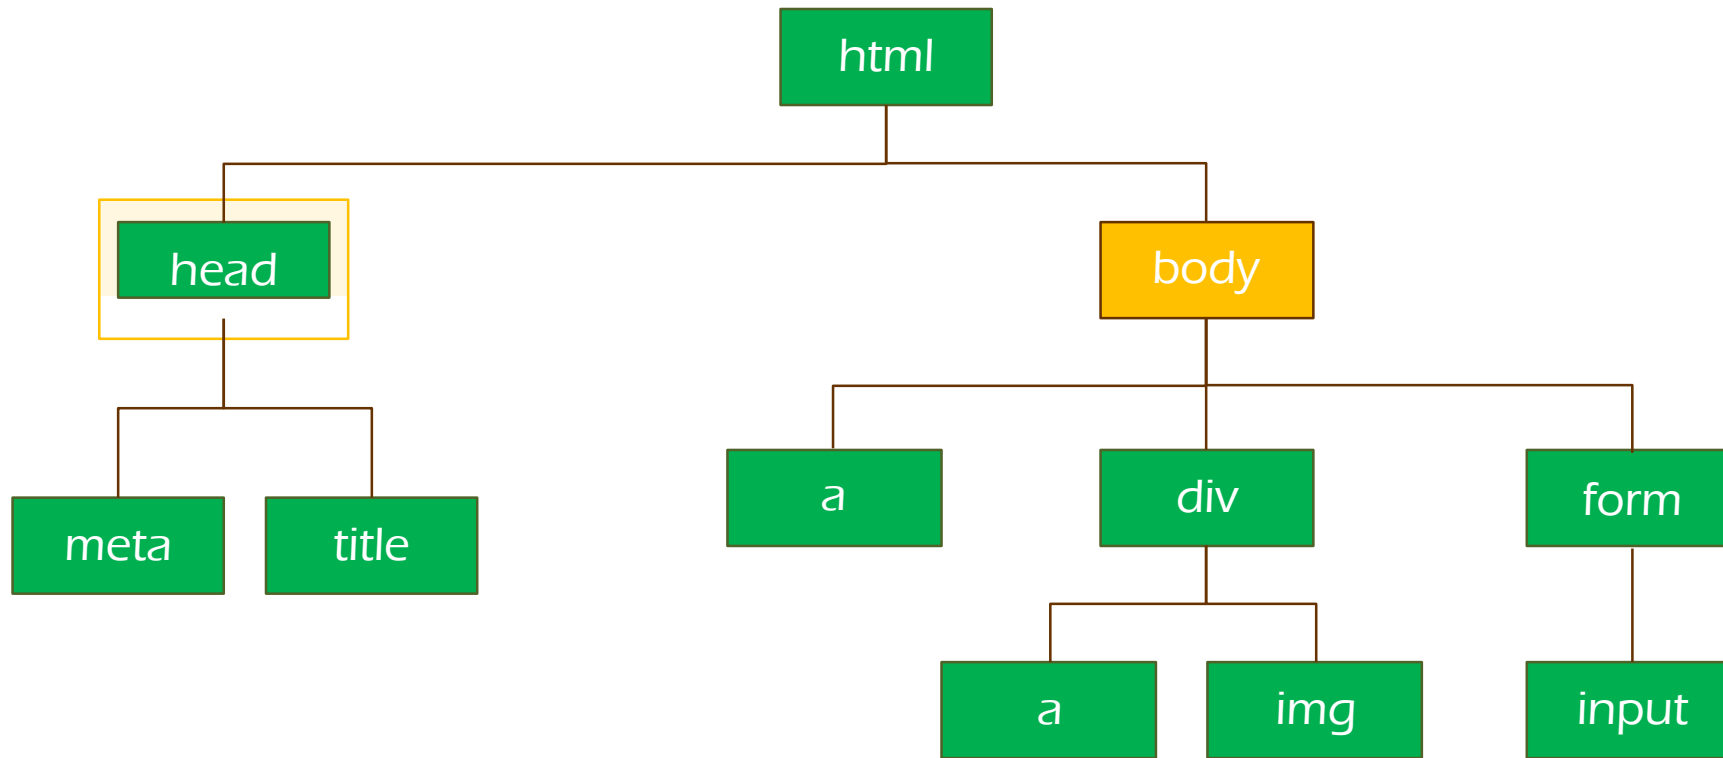 html
head
body
a
div
form
meta
title
a
img
input